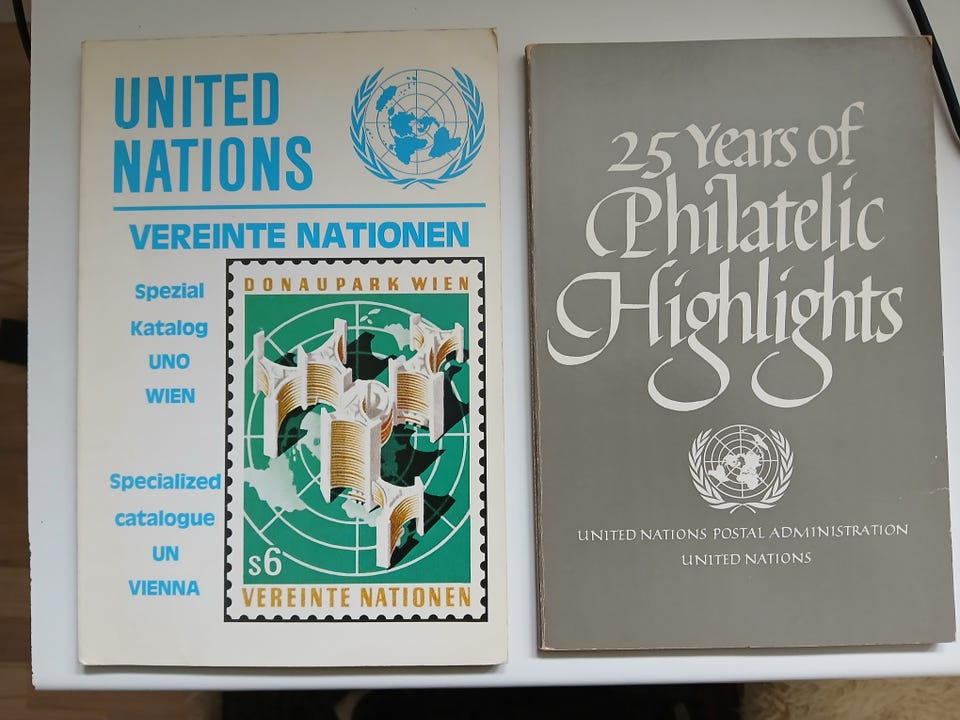 UNITED
NATIONS
VEREINTE NATIONEN
Spezial
Katalog
UNO
WIEN
Specialized
catalogue
UN
VIENNA
DONAUPARK WIEN
s6
VEREINTE NATIONEN
25 Years of
Philatelic
Highlights
UNITED NATIONS POSTAL ADMINISTRATION
UNITED NATIONS